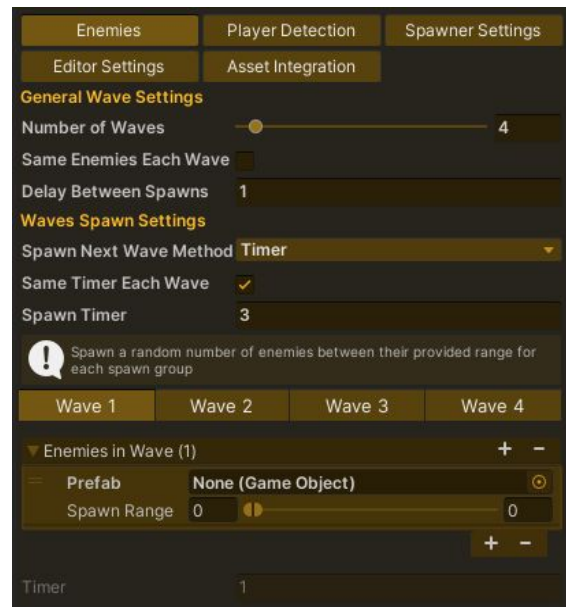 Enemies Player Detection Spawner Settings
Editor Settings Asset Integration
General Wave Settings
Number of Waves 4
Same Enemies Each Wave
Delay Between Spawns 1
Waves Spawn Settings
Spawn Next Wave Method Timer
Same Timer Each Wave
Spawn Timer 3
Spawn a random number of enemies between their provided range for
each spawn group
Wave 1 Wave 2 Wave 3 Wave 4
Enemies in Wave (1) + -
Prefab None (Game Object)
Spawn Range 0 0
+ -
Timer 1